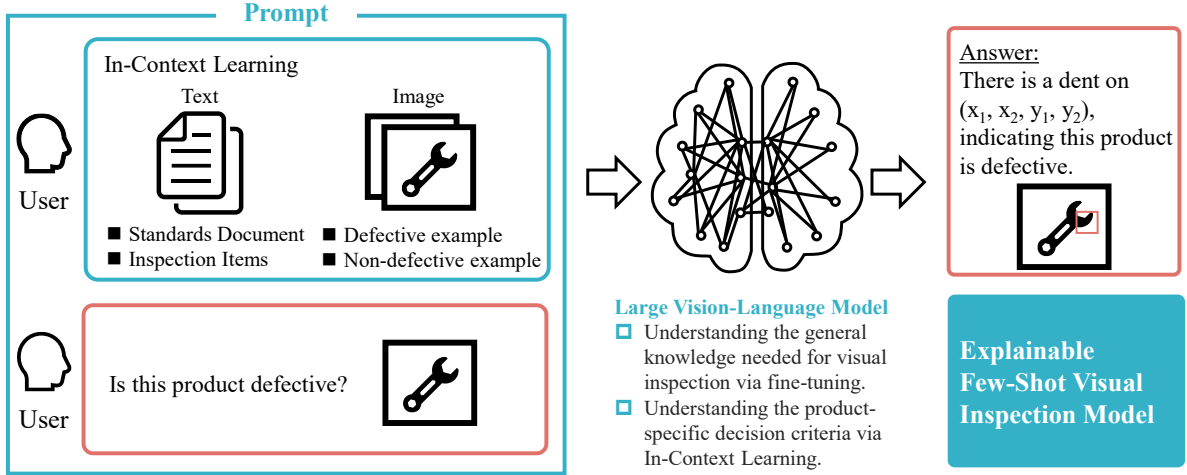 Prompt
In-Context Learning
Text
Image
User
■ Standards Document
■ Inspection Items
■ Defective example
■ Non-defective example
User
Is this product defective?
Large Vision-Language Model
Understanding the general
knowledge needed for visual
inspection via fine-tuning.
Understanding the product-
specific decision criteria via
In-Context Learning.
Answer:
There is a dent on
(x₁, x₂, y₁, y₂),
indicating this product
is defective.
Explainable
Few-Shot Visual
Inspection Model